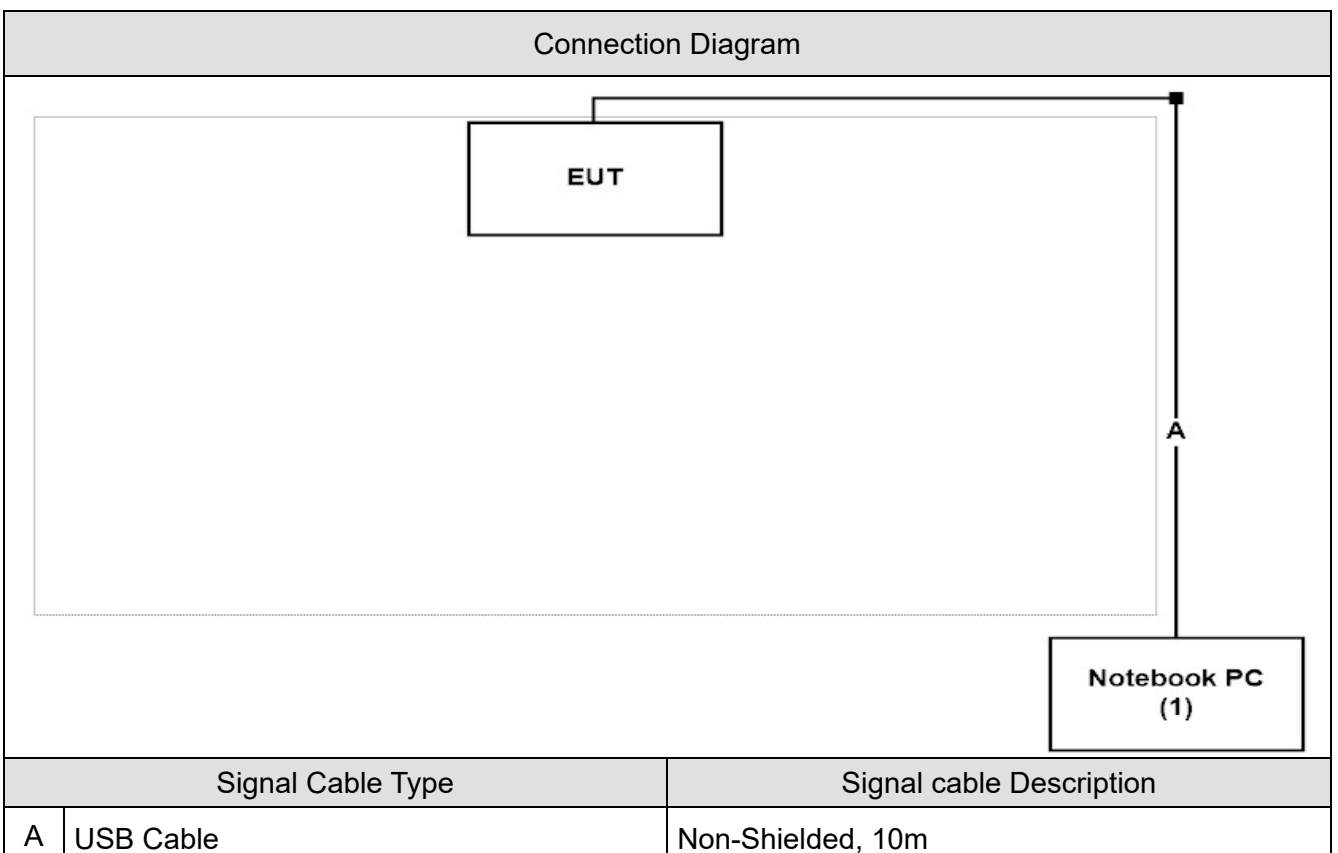 Connection Diagram
EUT
A
Notebook PC
(1)
Signal Cable Type Signal cable Description
A USB Cable Non-Shielded, 10m